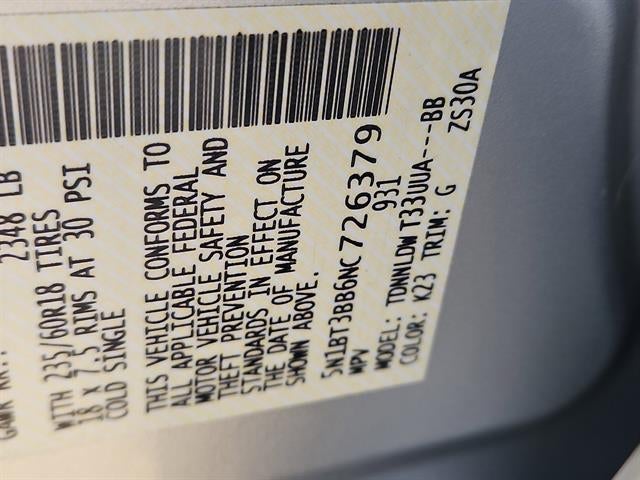 GAWR RR: 2348 LB
WITH 235/60R18 TIRES
18 X 7.5 RIMS AT 30 PSI
COLD SINGLE
THIS VEHICLE CONFORMS TO
ALL APPLICABLE FEDERAL
MOTOR VEHICLE SAFETY AND
THEFT PREVENTION
STANDARDS IN EFFECT ON
THE DATE OF MANUFACTURE
SHOWN ABOVE.
5N1BT3BB6NC726379
MPV 931
MODEL: TDNNLDW T33UUA---BB
COLOR: K23 TRIM: G ZS30A